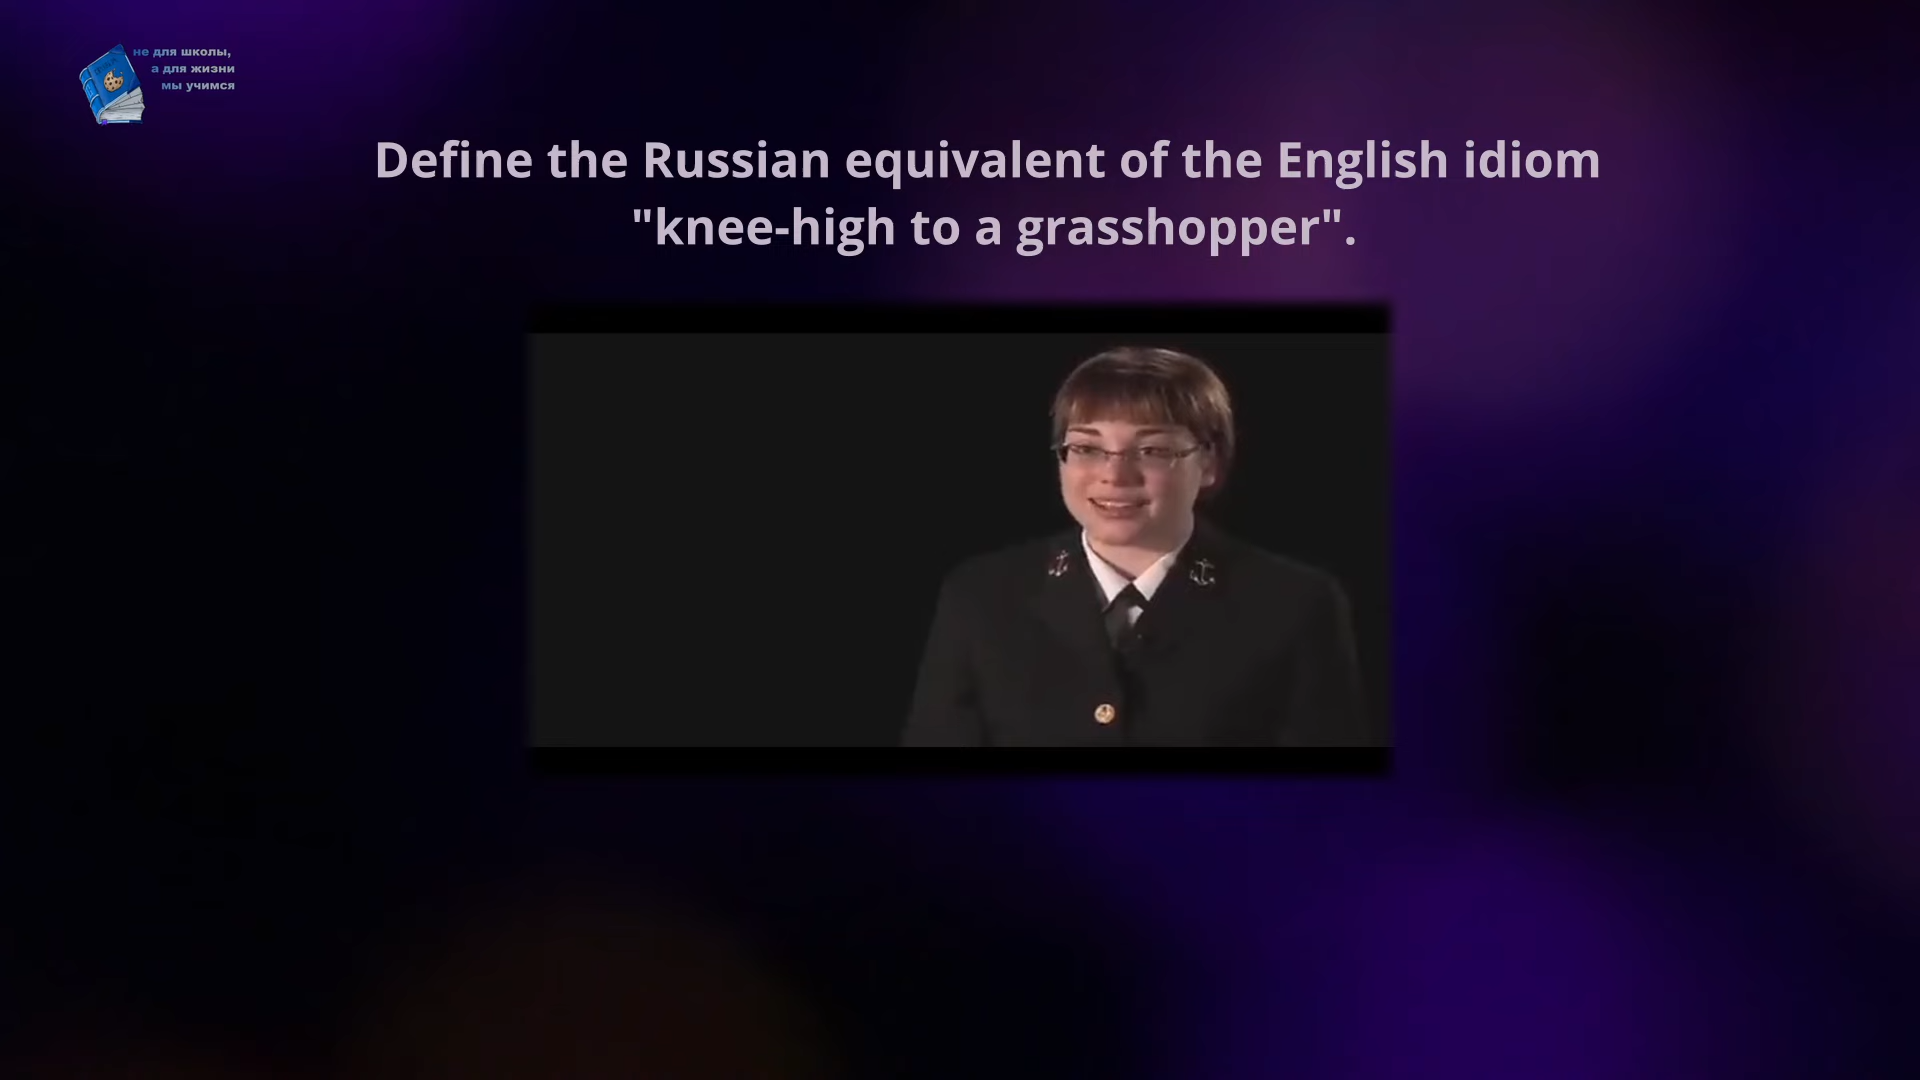 не для школы,
а для жизни
мы учимся
Define the Russian equivalent of the English idiom
"knee-high to a grasshopper".